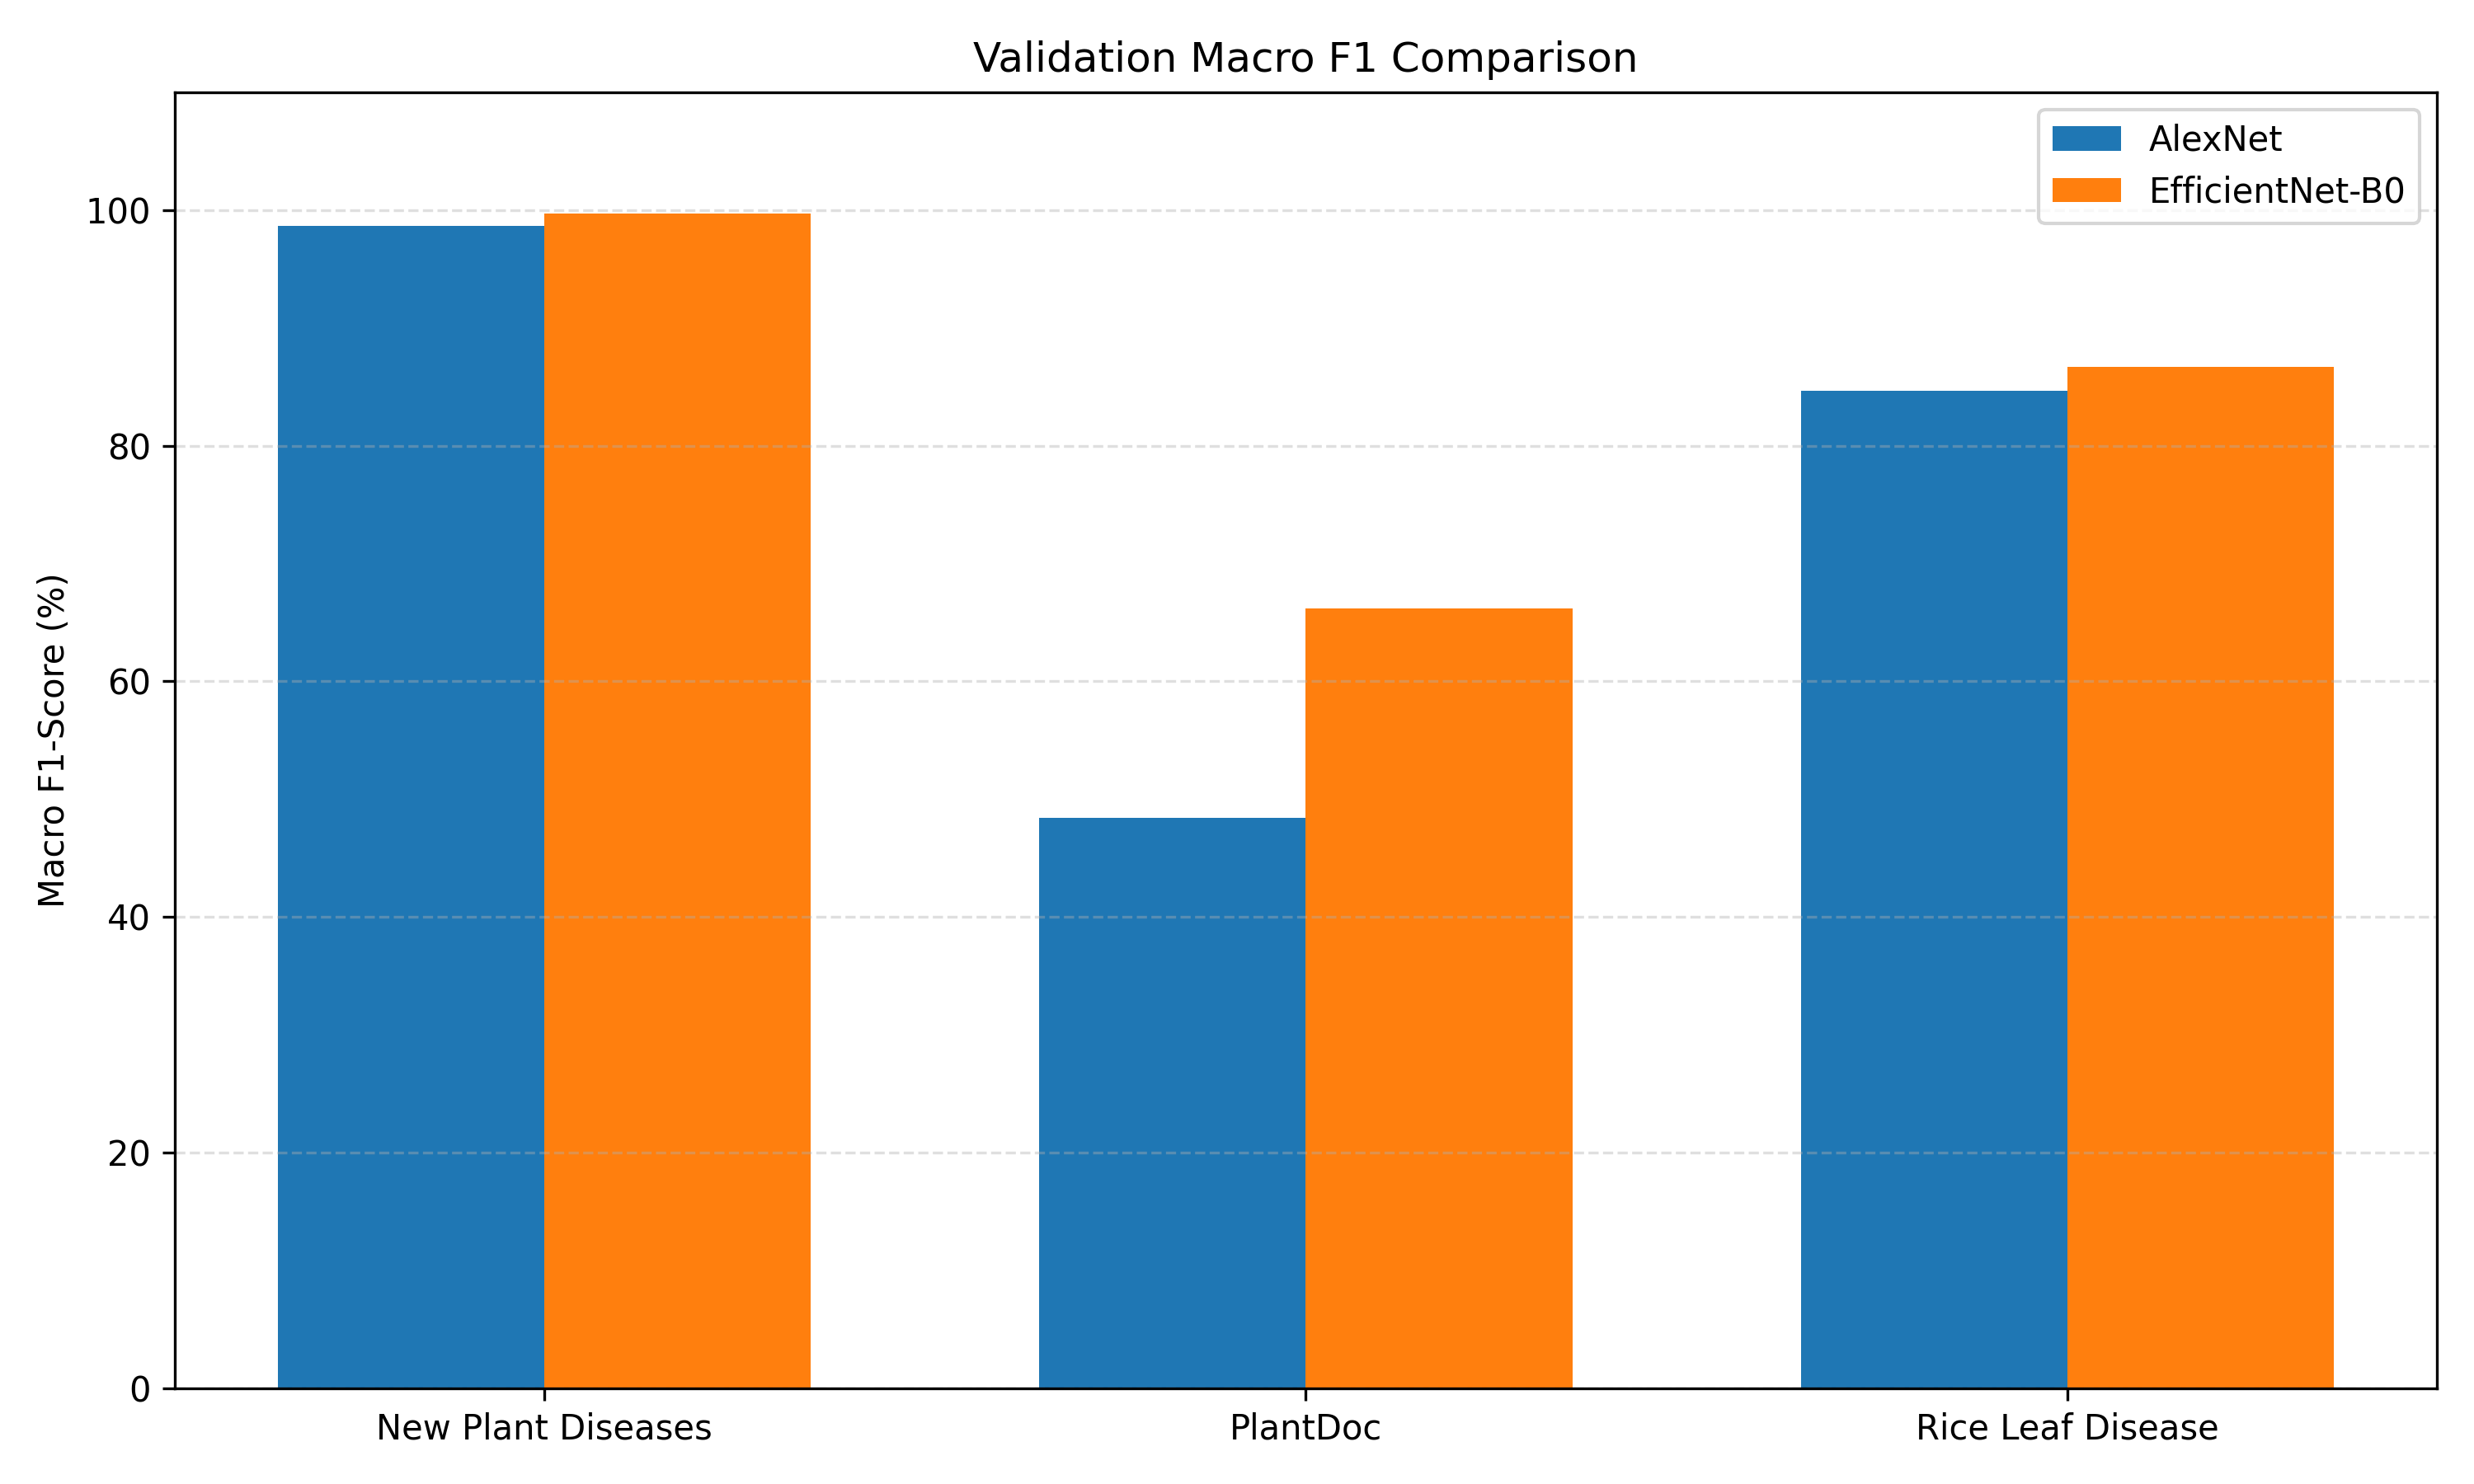 Validation Macro F1 Comparison
AlexNet
EfficientNet-B0
Macro F1-Score (%)
100
80
60
40
20
0
New Plant Diseases
PlantDoc
Rice Leaf Disease